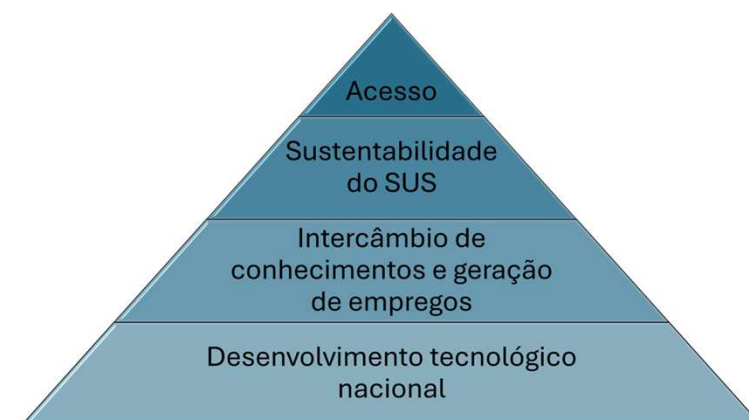 Acesso
Sustentabilidade
do SUS
Intercâmbio de
conhecimentos e geração
de empregos
Desenvolvimento tecnológico
nacional